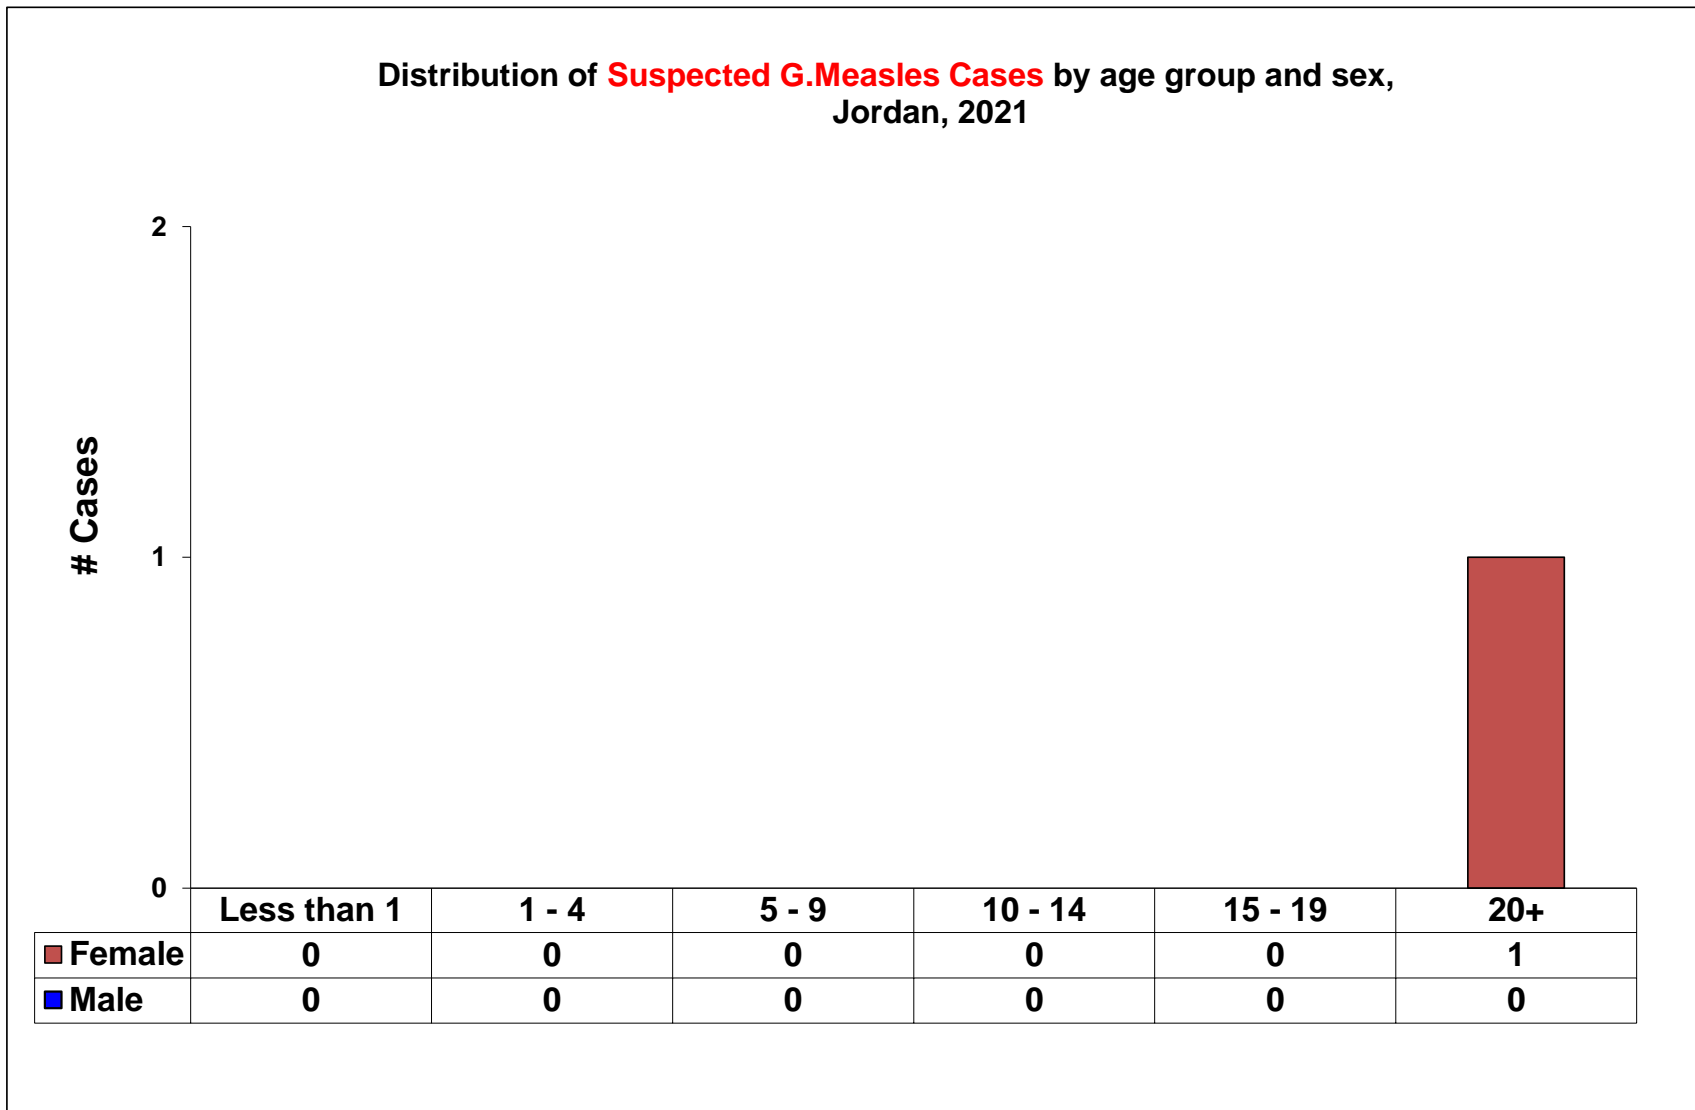 Distribution of Suspected G.Measles Cases by age group and sex,
Jordan, 2021
# Cases
2
1
0
Less than 1 1 - 4 5 - 9 10 - 14 15 - 19 20+
Female 0 0 0 0 0 1
Male 0 0 0 0 0 0